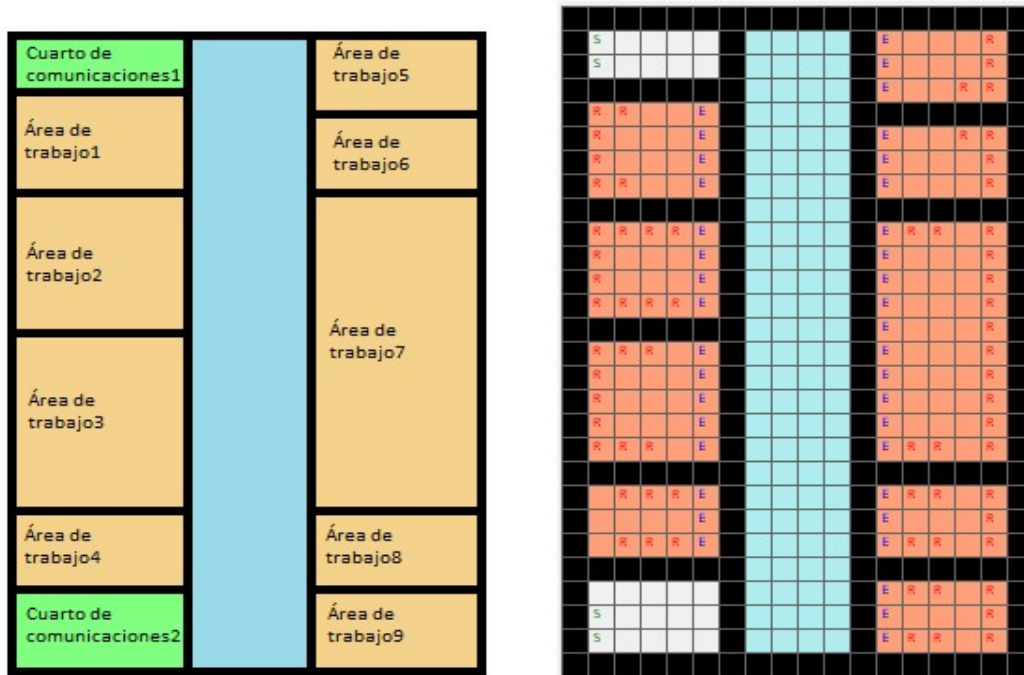 Cuarto de
comunicaciones1
Área de
trabajo1
Área de
trabajo2
Área de
trabajo3
Área de
trabajo4
Cuarto de
comunicaciones2
Área de
trabajo5
Área de
trabajo6
Área de
trabajo7
Área de
trabajo8
Área de
trabajo9
S E R
S E R
E R R
R R E
R E E R R
R E E R
R R E E R
R R R R E E R R R
R E E R
R E E R
R R R R E E R
E R
R R R E E R
R E E R
R E E R
R E E R
R R R E E R R R
R R R E E R R R
E E R
R R R E E R R R
E R R R
S E R
S E R R R